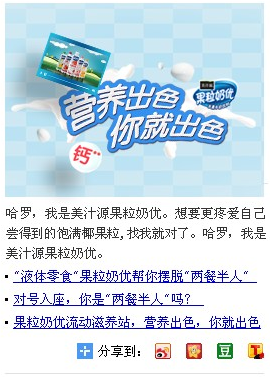 美汁源
果粒奶优
营养出色
你就出色
钙
哈罗，我是美汁源果粒奶优。想要更疼爱自己
尝得到的饱满椰果粒，找我就对了。哈罗，我是
美汁源果粒奶优。
"液体零食"果粒奶优帮你摆脱"两餐半人"
对号入座，你是"两餐半人"吗？
果粒奶优流动滋养站，营养出色，你就出色
分享到：
豆
t